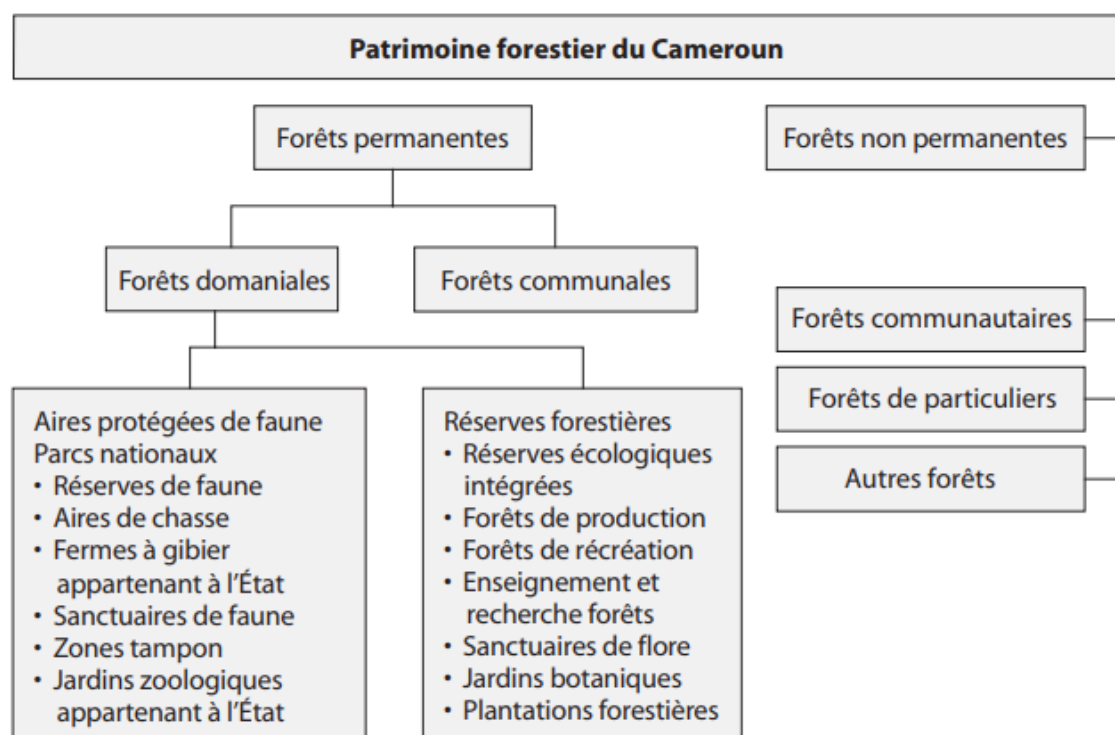 Patrimoine forestier du Cameroun
Forêts permanentes
Forêts non permanentes
Forêts domaniales
Forêts communales
Forêts communautaires
Forêts de particuliers
Autres forêts
Aires protégées de faune
Parcs nationaux
• Réserves de faune
• Aires de chasse
• Fermes à gibier
appartenant à l’État
• Sanctuaires de faune
• Zones tampon
• Jardins zoologiques
appartenant à l’État
Réserves forestières
• Réserves écologiques
intégrées
• Forêts de production
• Forêts de récréation
• Enseignement et
recherche forêts
• Sanctuaires de flore
• Jardins botaniques
• Plantations forestières